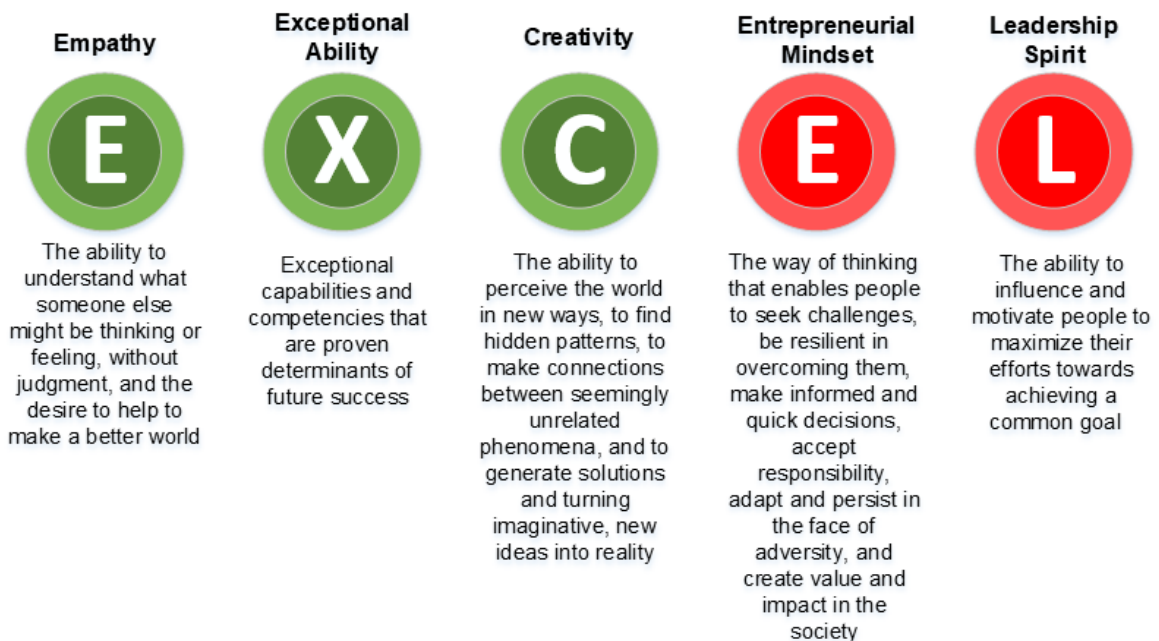 Empathy
Exceptional
Ability
Creativity
Entrepreneurial
Mindset
Leadership
Spirit
E
X
C
E
L
The ability to
understand what
someone else
might be thinking or
feeling, without
judgment, and the
desire to help to
make a better world
Exceptional
capabilities and
competencies that
are proven
determinants of
future success
The ability to
perceive the world
in new ways, to find
hidden patterns, to
make connections
between seemingly
unrelated
phenomena, and to
generate solutions
and turning
imaginative, new
ideas into reality
The way of thinking
that enables people
to seek challenges,
be resilient in
overcoming them,
make informed and
quick decisions,
accept
responsibility,
adapt and persist in
the face of
adversity, and
create value and
impact in the
society
The ability to
influence and
motivate people to
maximize their
efforts towards
achieving a
common goal